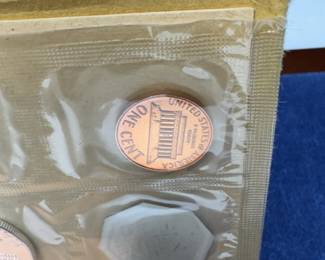 UNITED STATES OF AMERICA
ONE CENT